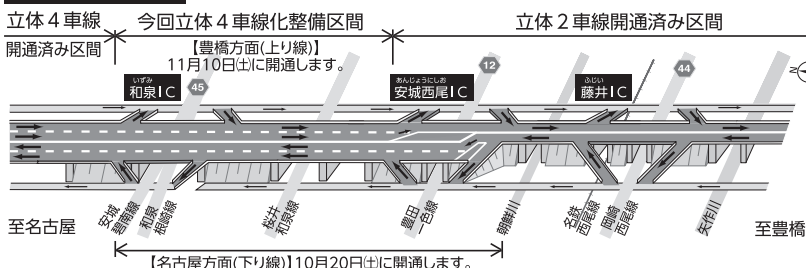 立体４車線
開通済み区間
今回立体４車線化整備区間
【豊橋方面(上り線)】
11月10日㈯に開通します。
立体２車線開通済み区間
いずみ
和泉IC
45
あんじょうにしお
安城西尾IC
12
ふじい
藤井IC
44
N
至名古屋
安城
碧南線
和泉
根崎線
桜井
和泉線
豊田
一色線
朝鮮川
名鉄
西尾線
岡崎
西尾線
矢作川
至豊橋
【名古屋方面(下り線)】10月20日㈯に開通します。